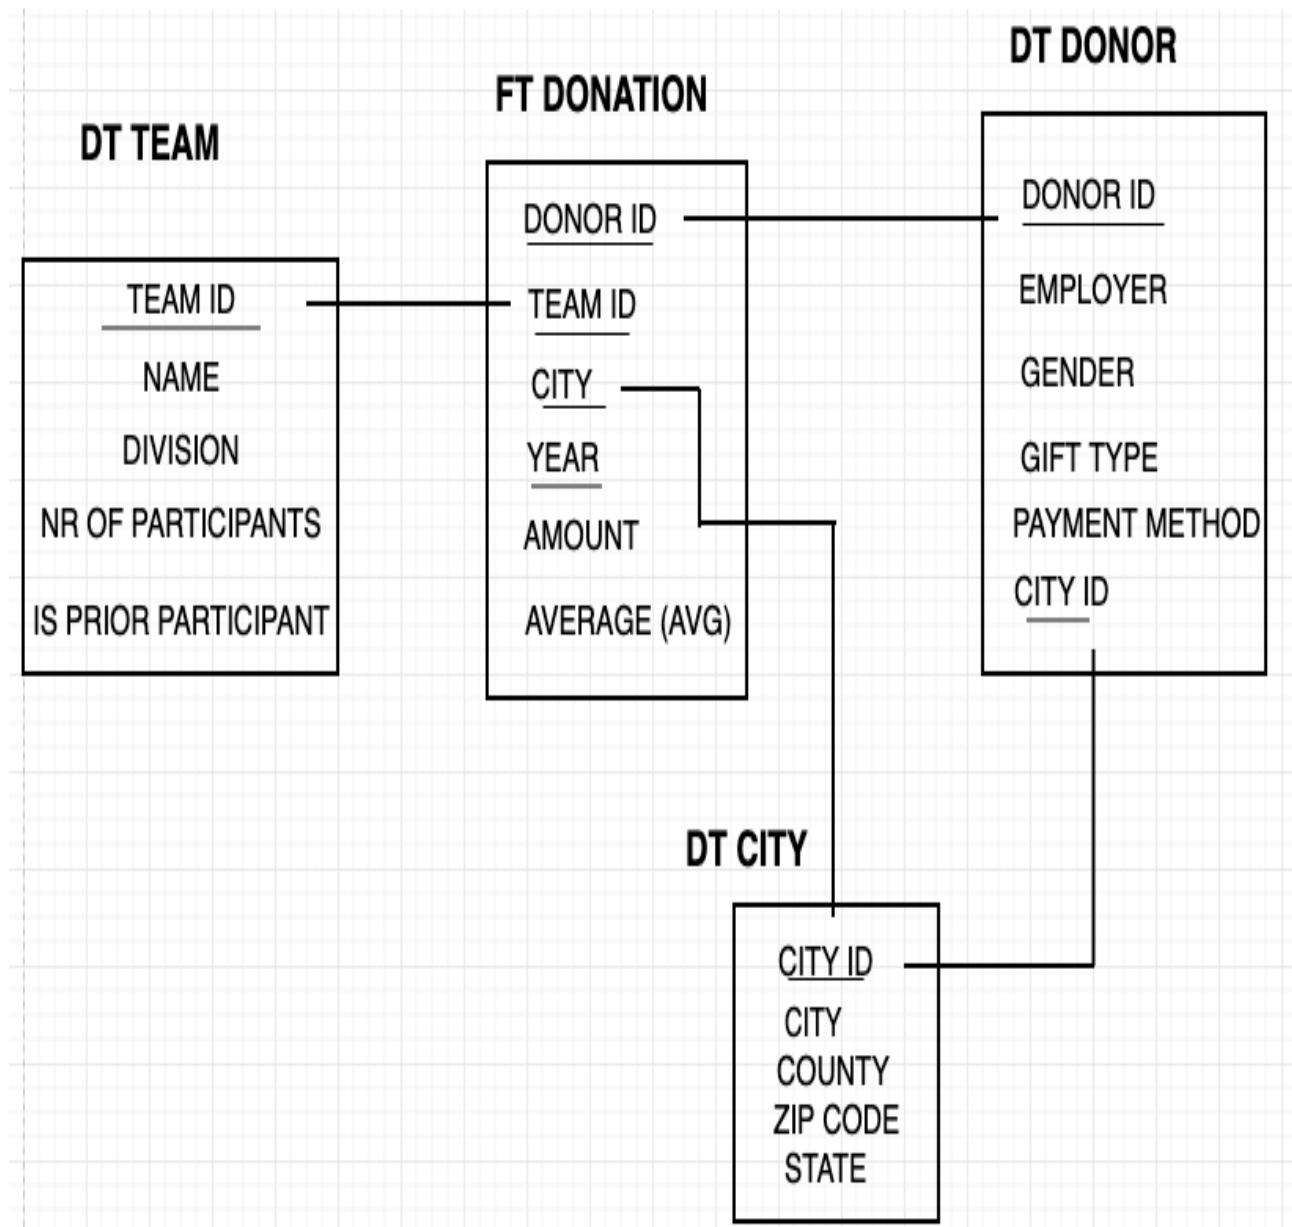 DT TEAM
TEAM ID
NAME
DIVISION
NR OF PARTICIPANTS
IS PRIOR PARTICIPANT
FT DONATION
DONOR ID
TEAM ID
CITY
YEAR
AMOUNT
AVERAGE (AVG)
DT DONOR
DONOR ID
EMPLOYER
GENDER
GIFT TYPE
PAYMENT METHOD
CITY ID
DT CITY
CITY ID
CITY
COUNTY
ZIP CODE
STATE